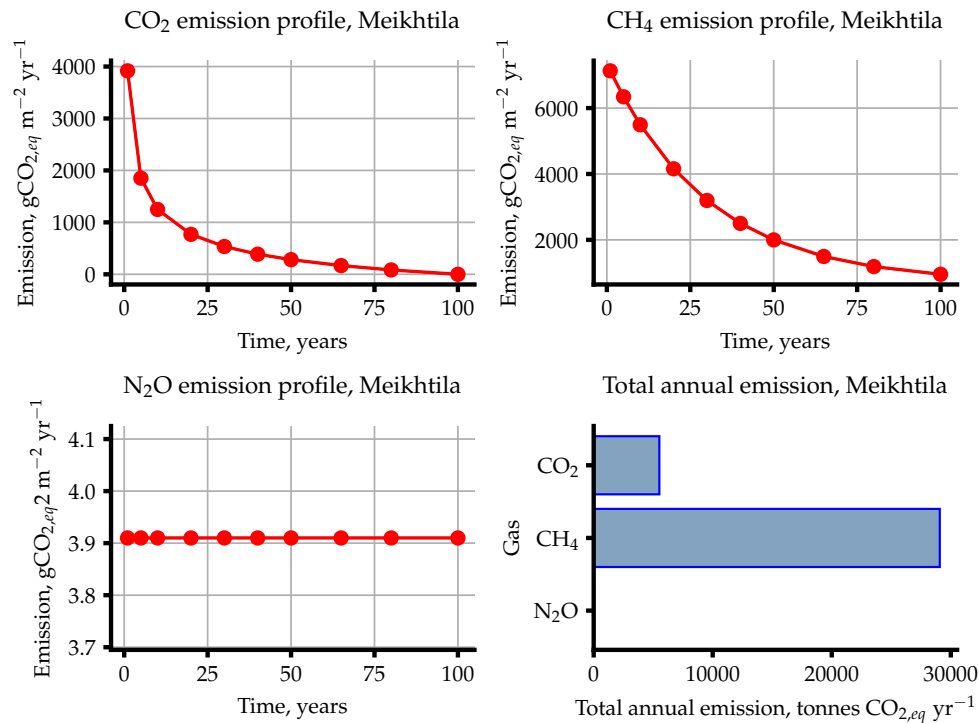 CO₂ emission profile, Meikhtila
Emission, gCO₂,eq m⁻² yr⁻¹
4000
3000
2000
1000
0
0 25 50 75 100
Time, years
CH₄ emission profile, Meikhtila
Emission, gCO₂,eq m⁻² yr⁻¹
6000
4000
2000
0 25 50 75 100
Time, years
N₂O emission profile, Meikhtila
Emission, gCO₂,eq2 m⁻² yr⁻¹
4.1
4.0
3.9
3.8
3.7
0 25 50 75 100
Time, years
Total annual emission, Meikhtila
Gas
CO₂
CH₄
N₂O
0 10000 20000 30000
Total annual emission, tonnes CO₂,eq yr⁻¹